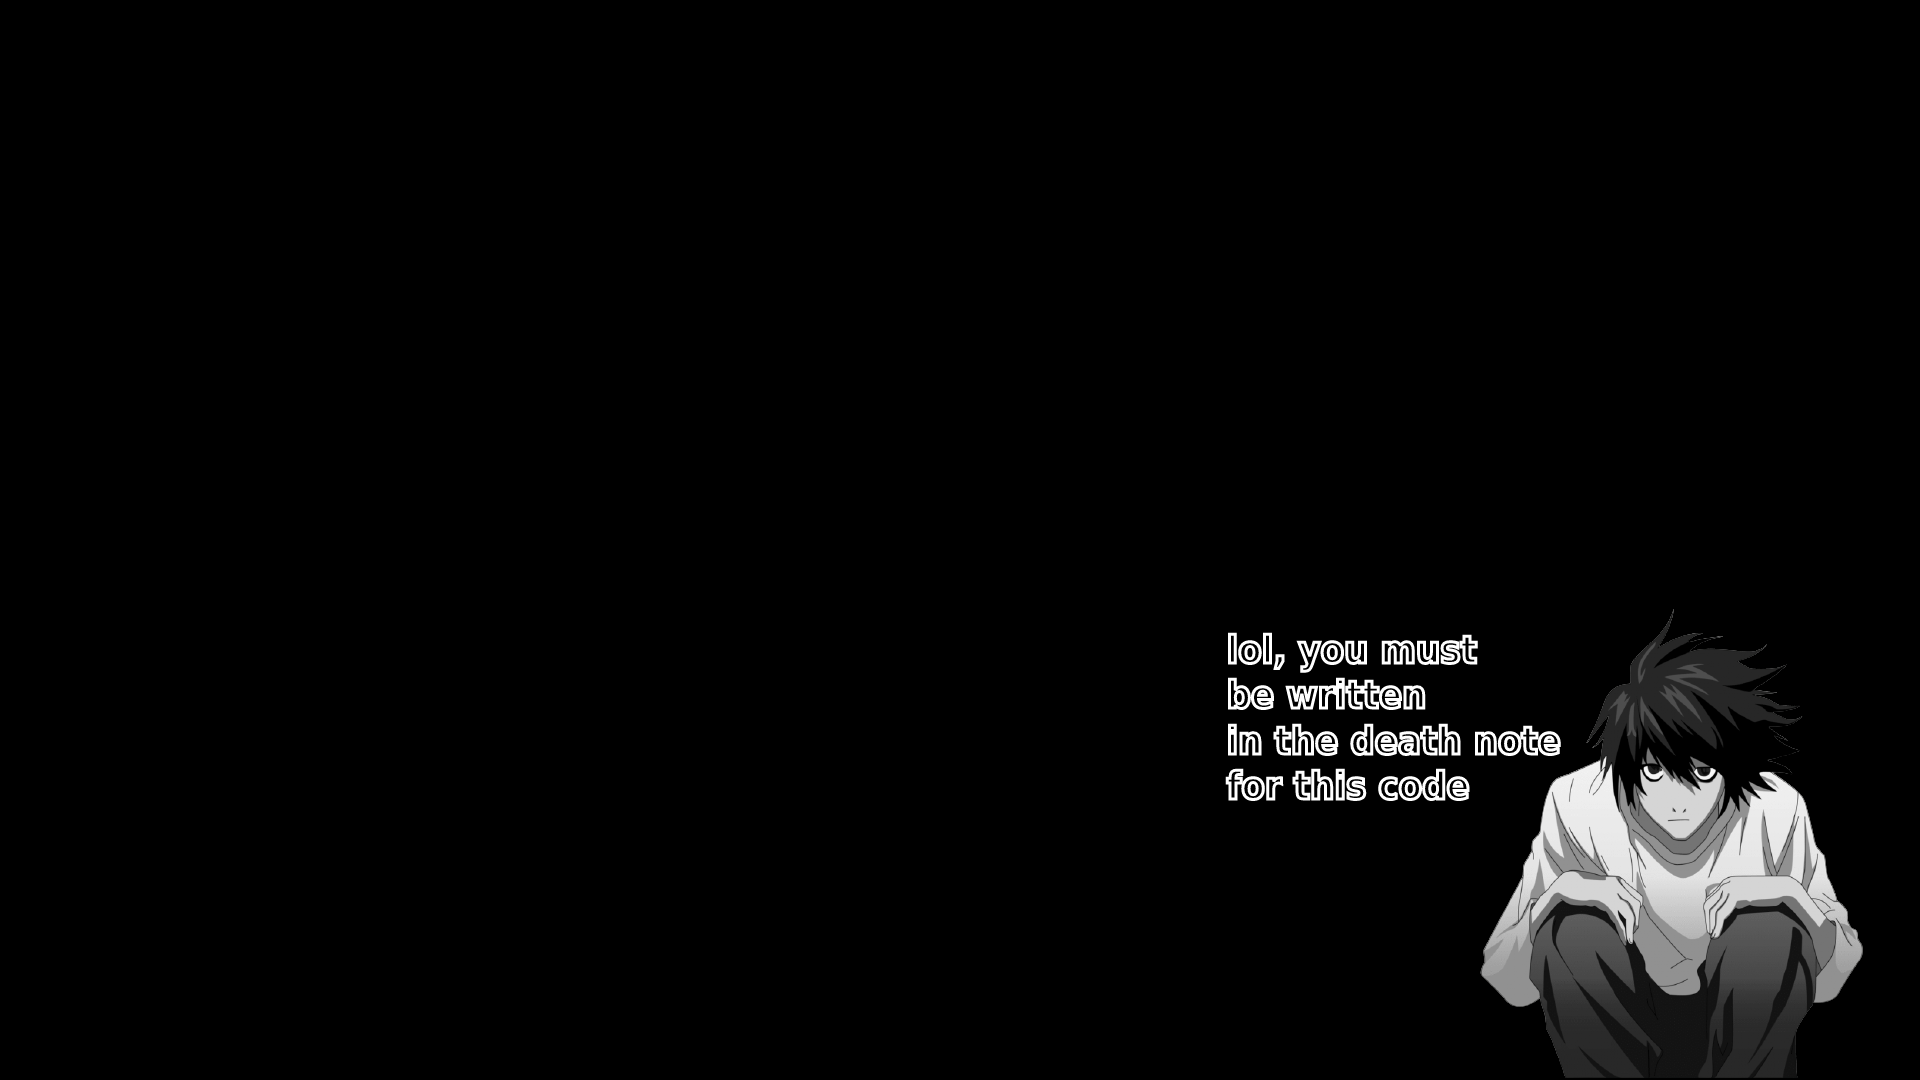 lol, you must
be written
in the death note
for this code